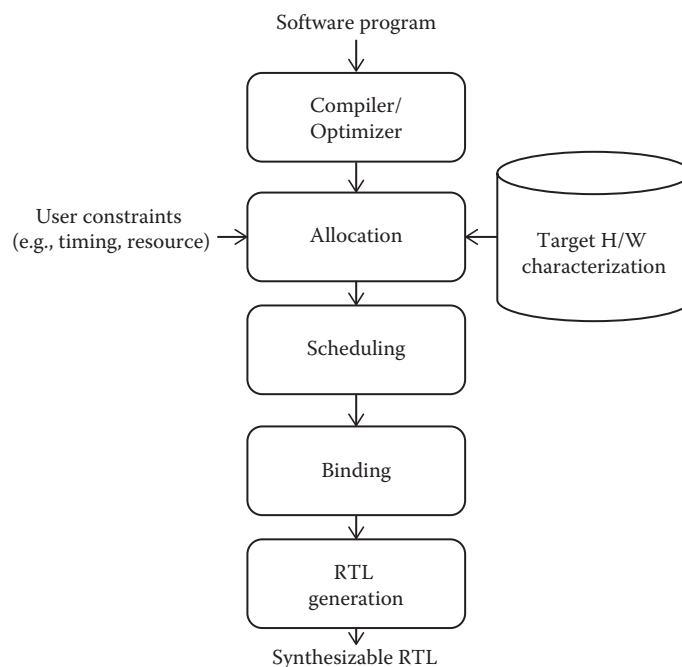 Software program
Compiler/
Optimizer
User constraints
(e.g., timing, resource)
Allocation
Target H/W
characterization
Scheduling
Binding
RTL
generation
Synthesizable RTL